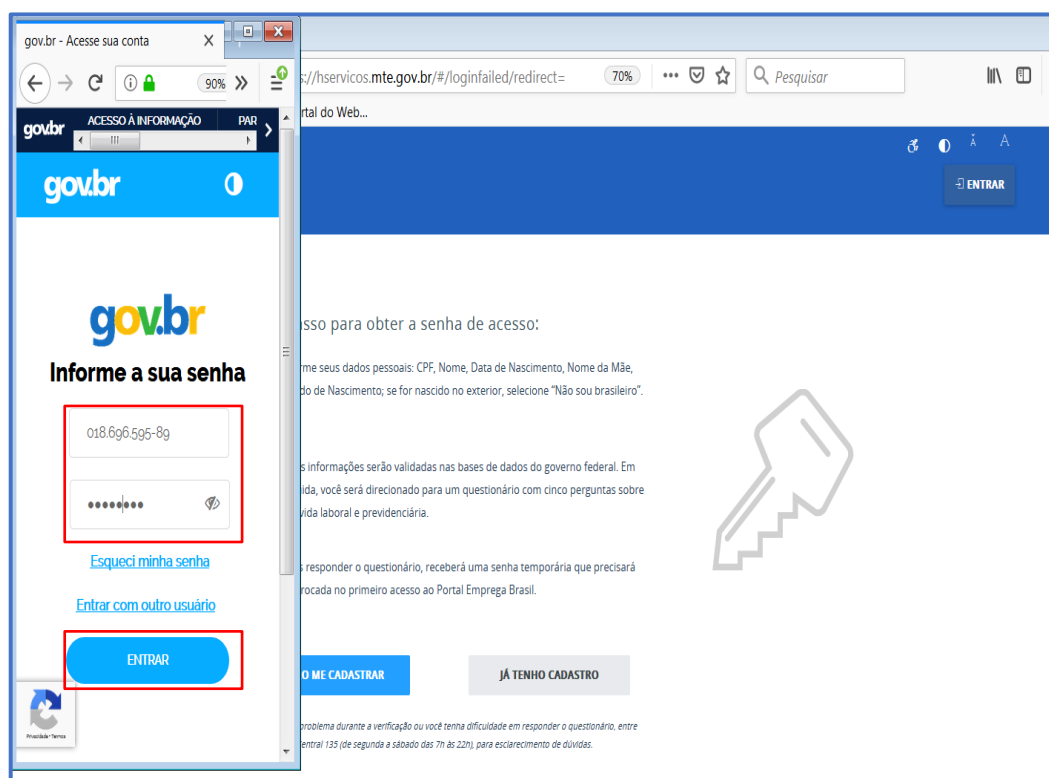 gov.br - Acesse sua conta
90%
gov.br
ACESSO À INFORMAÇÃO
PAR
gov.br
gov.br
Informe a sua senha
018.696.595-89
Esqueci minha senha
Entrar com outro usuário
ENTRAR
Privacidade • Termos
s://hservicos.mte.gov.br/#/loginfailed/redirect=
70%
Pesquisar
rtal do Web...
A A
ENTRAR
sso para obter a senha de acesso:
rme seus dados pessoais: CPF, Nome, Data de Nascimento, Nome da Mãe,
do de Nascimento; se for nascido no exterior, selecione “Não sou brasileiro”.
s informações serão validadas nas bases de dados do governo federal. Em
ida, você será direcionado para um questionário com cinco perguntas sobre
vida laboral e previdenciária.
s responder o questionário, receberá uma senha temporária que precisará
rocada no primeiro acesso ao Portal Emprega Brasil.
O ME CADASTRAR
JÁ TENHO CADASTRO
problema durante a verificação ou você tenha dificuldade em responder o questionário, entre
entral 135 (de segunda a sábado das 7h às 22h), para esclarecimento de dúvidas.